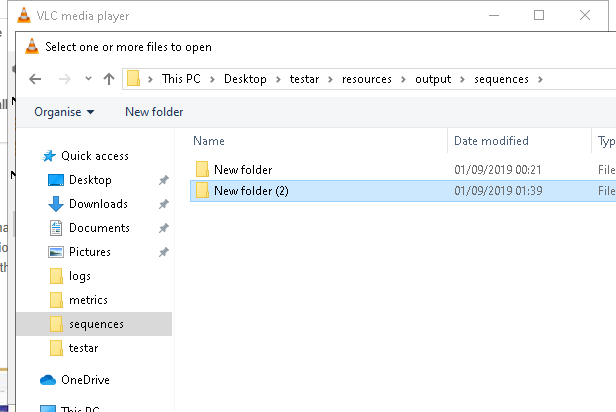 VLC media player
Select one or more files to open
This PC > Desktop > testar > resources > output > sequences >
Organise New folder
Name Date modified Typ
Quick access
New folder 01/09/2019 00:21 File
Desktop New folder (2) 01/09/2019 01:39 File
Downloads
Documents
Pictures
logs
metrics
sequences
testar
OneDrive
This PC